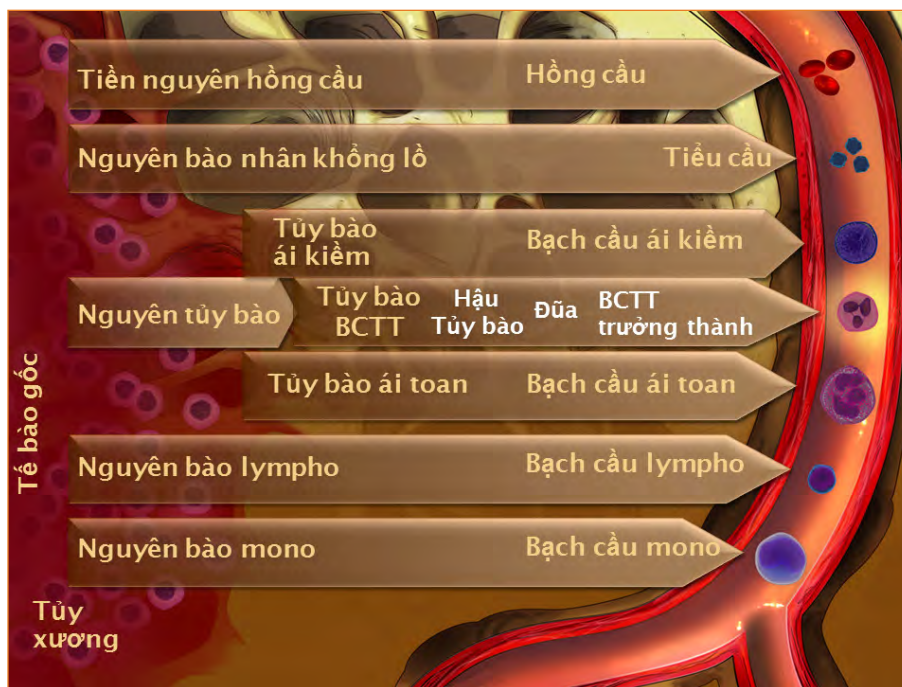 Tiền nguyên hồng cầu Hồng cầu
Nguyên bào nhân khổng lồ Tiểu cầu
Tủy bào
ái kiềm
Bạch cầu ái kiềm
Nguyên tủy bào
Tủy bào
BCTT
Hậu
Tủy bào
Đũa
BCTT
trưởng thành
Tủy bào ái toan Bạch cầu ái toan
Nguyên bào lympho Bạch cầu lympho
Nguyên bào mono Bạch cầu mono
Tế bào gốc
Tủy
xương